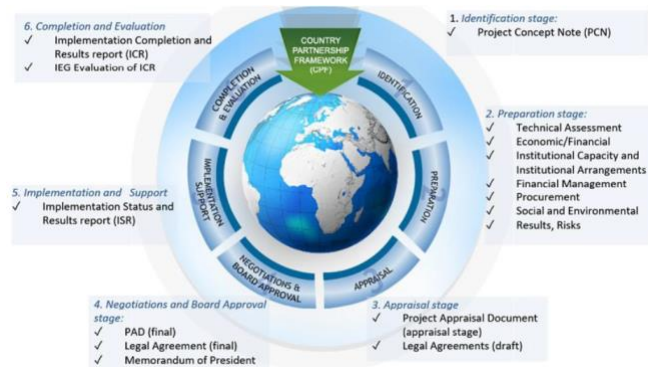 6. Completion and Evaluation
✓ Implementation Completion and
Results report (ICR)
✓ IEG Evaluation of ICR
COUNTRY
PARTNERSHIP
FRAMEWORK
(CPF)
1. Identification stage:
✓ Project Concept Note (PCN)
COMPLETION
& EVALUATION
1
IDENTIFICATION
2. Preparation stage:
✓ Technical Assessment
✓ Economic/Financial
✓ Institutional Capacity and
Institutional Arrangements
✓ Financial Management
✓ Procurement
✓ Social and Environmental
✓ Results, Risks
5. Implementation and Support
✓ Implementation Status and
Results report (ISR)
IMPLEMENTATION
SUPPORT
PREPARATION
NEGOTIATIONS &
BOARD APPROVAL
3
APPRAISAL
4. Negotiations and Board Approval
stage:
✓ PAD (final)
✓ Legal Agreement (final)
✓ Memorandum of President
3. Appraisal stage
✓ Project Appraisal Document
(appraisal stage)
✓ Legal Agreements (draft)